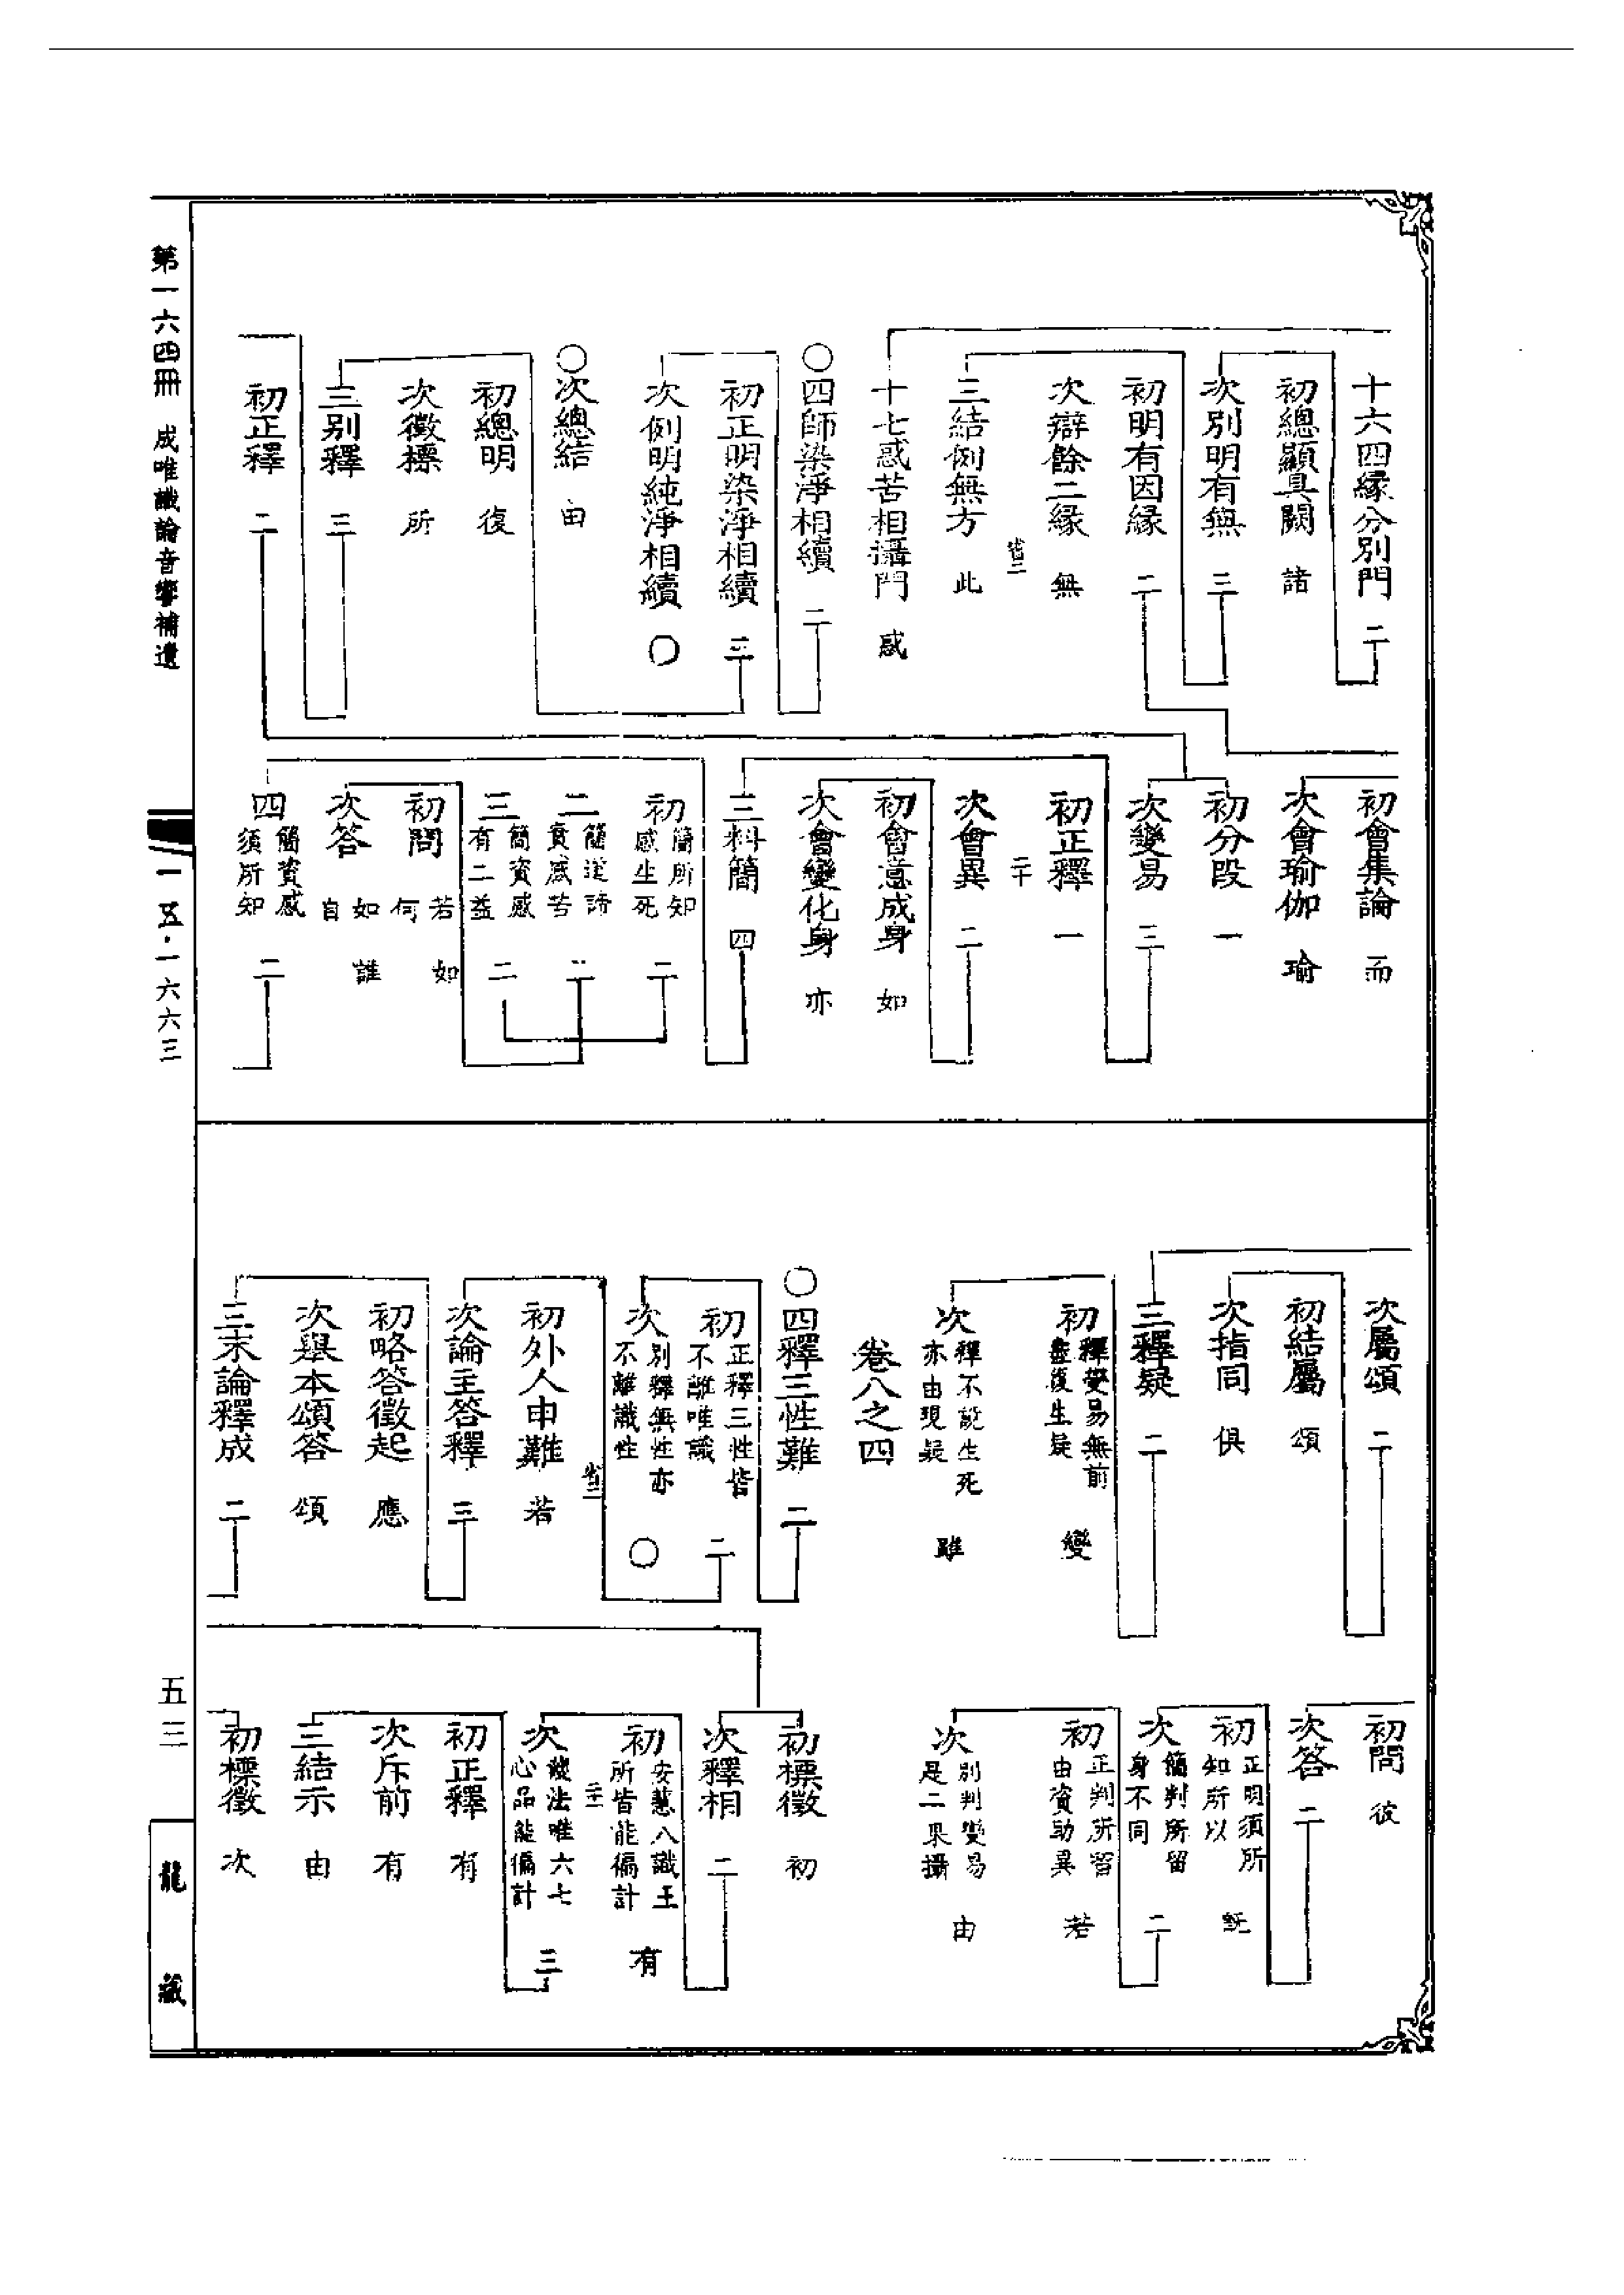 十六四緣分別門 二
初總顯具闕 諸
次別明有無 三
初明有因緣 二
次辯餘二緣 無
三結例無方 此
十七惑苦相攝門 惑
○四師染淨相續 二
初正明染淨相續 三
次例明純淨相續 ○
○次總結 由
初總明 復
次徵標 所
三別釋 三
初正釋 二
初會集論 而
次會瑜伽 瑜
初分段 一
次變易 三
初正釋 一
二十
次會異 二
初會意成身 如
次會變化身 亦
三料簡 四
初 簡所知感生死 二
二 簡道諦資感苦 二
三 簡資感有二益 二
初問 若如何
次答 如誰自
四 簡資感須所知 二
次屬頌 二
初結屬 頌
次指同 俱
三釋疑 二
初 釋變易無前盡復生疑 變
次 釋不說生死亦由現疑 雖
卷八之四
○四釋三性難 二
初 正釋三性皆不離唯識 二
次 別釋無性亦不離識性 ○
初外人申難 若
次論主答釋 三
初略答徵起 應
次舉本頌答 頌
三末論釋成 二
初問 彼
次答 二
初 正明須所知所以 既
次 簡判所留身不同 二
初 正判所留由資助異 若
次 別判變易是二果攝 由
初標徵 初
次釋相 二
初 安慧八識王所皆能徧計 有
次 護法唯六七心品能徧計 三
初正釋 有
次斥前 有
三結示 由
初標徵 次
第一六四冊 成唯識論音響補遺
一一五·一六六三
五三
龍藏